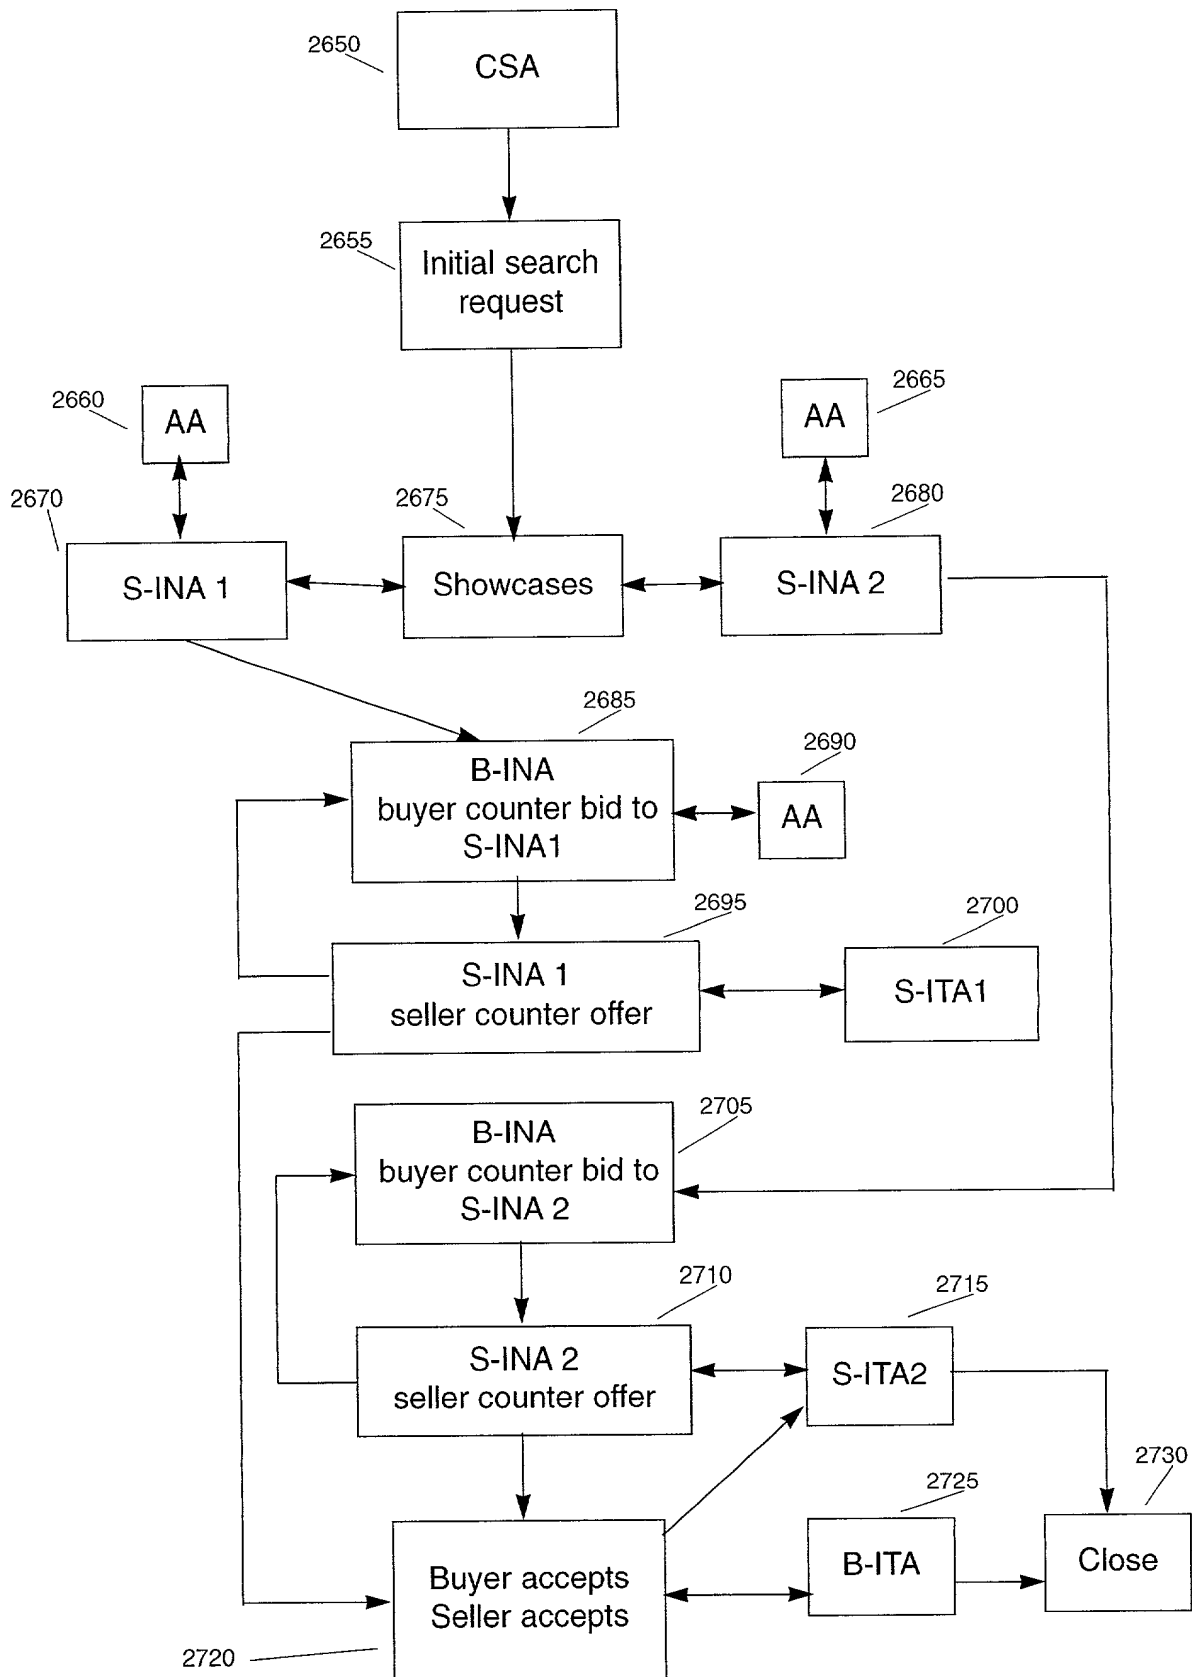 2650
CSA
2655
Initial search
request
2660
AA
2665
AA
2670
S-INA 1
2675
Showcases
2680
S-INA 2
2685
B-INA
buyer counter bid to
S-INA1
2690
AA
2695
S-INA 1
seller counter offer
2700
S-ITA1
2705
B-INA
buyer counter bid to
S-INA 2
2710
S-INA 2
seller counter offer
2715
S-ITA2
2720
Buyer accepts
Seller accepts
2725
B-ITA
2730
Close